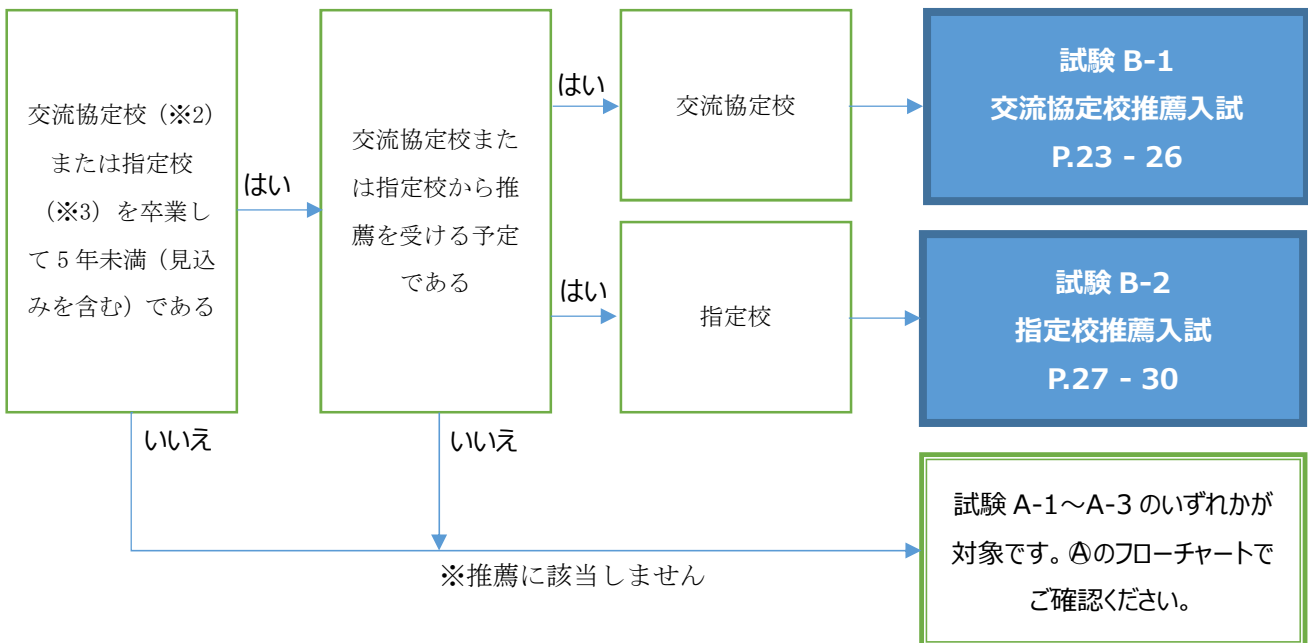 交流協定校（※2）
または指定校
（※3）を卒業し
て 5 年未満（見込
みを含む）である
はい
いいえ
交流協定校また
は指定校から推
薦を受ける予定
である
はい
交流協定校
試験 B-1
交流協定校推薦入試
P.23 - 26
はい
指定校
試験 B-2
指定校推薦入試
P.27 - 30
いいえ
※推薦に該当しません
試験 A-1～A-3 のいずれかが
対象です。Ⓐのフローチャートで
ご確認ください。